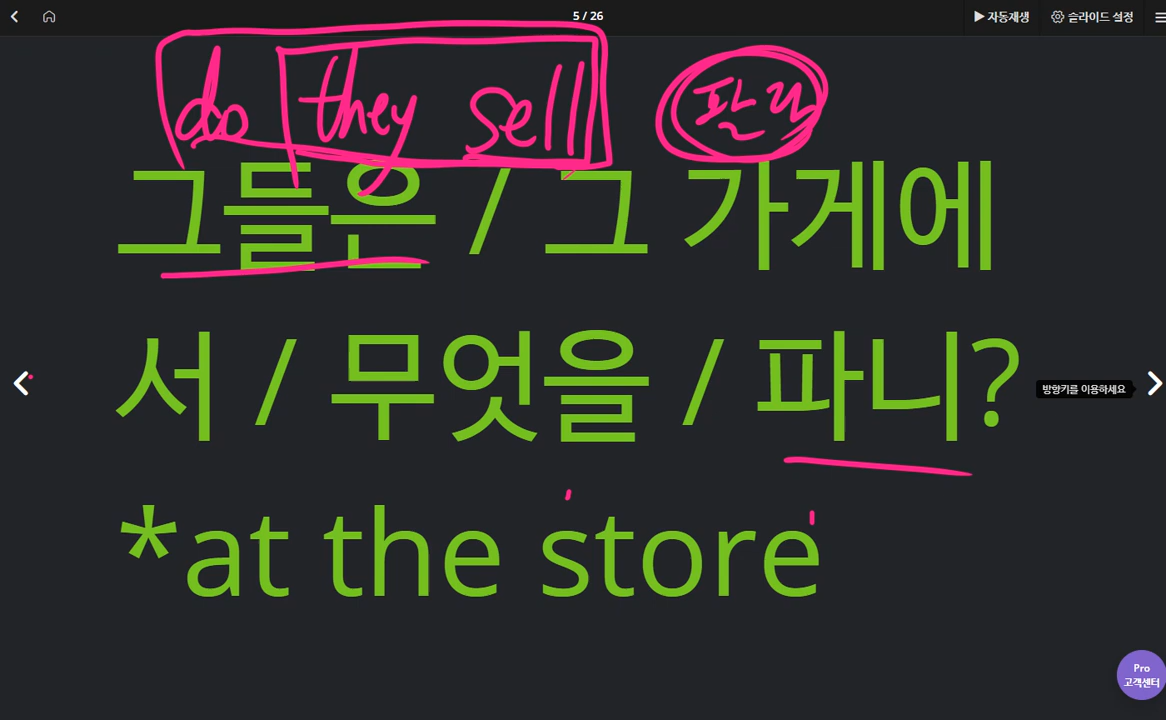 5 / 26
자동재생
슬라이드 설정
do they sell
그들은 / 그 가게에
서 / 무엇을 / 파니?
방향키를 이용하세요
*at the store
Pro
고객센터